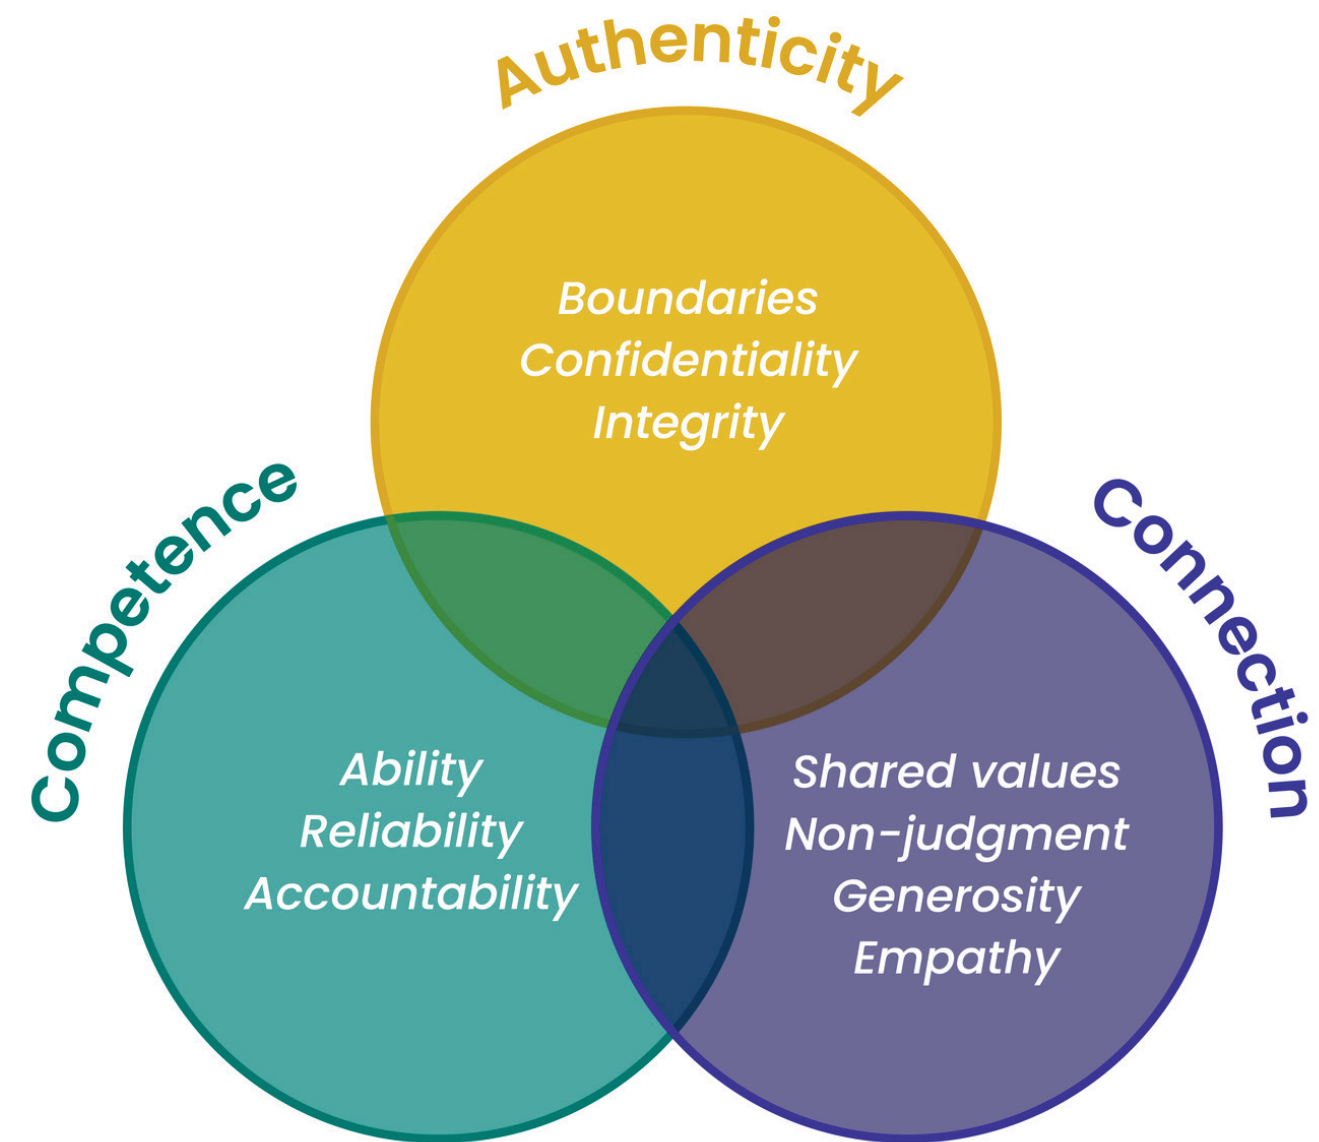 Authenticity
Boundaries
Confidentiality
Integrity
Competence
Ability
Reliability
Accountability
Connection
Shared values
Non-judgment
Generosity
Empathy